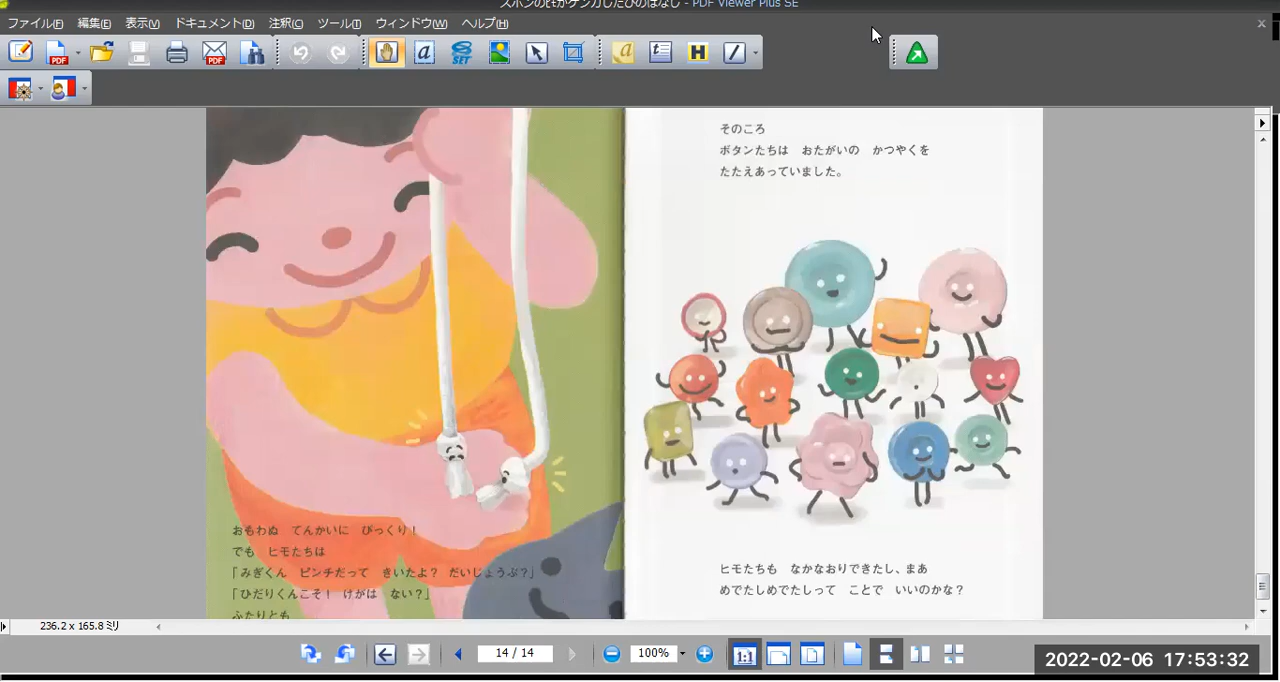 ズボンのヒモがケンカしたひのはなし - PDF Viewer Plus SE
ファイル(F) 編集(E) 表示(V) ドキュメント(D) 注釈(C) ツール(T) ウィンドウ(W) ヘルプ(H)
そのころ
ボタンたちは おたがいの かつやくを
たたえあっていました。
おもわぬ てんかいに びっくり!
でも ヒモたちは
「みぎくん ピンチだって きいたよ? だいじょうぶ?」
「ひだりくんこそ! けがは ない?」
ふたりとも
ヒモたちも なかなおりできたし、まあ
めでたしめでたしって ことで いいのかな?
236.2 x 165.8 ミリ
14 / 14
100%
1:1
2022-02-06 17:53:32